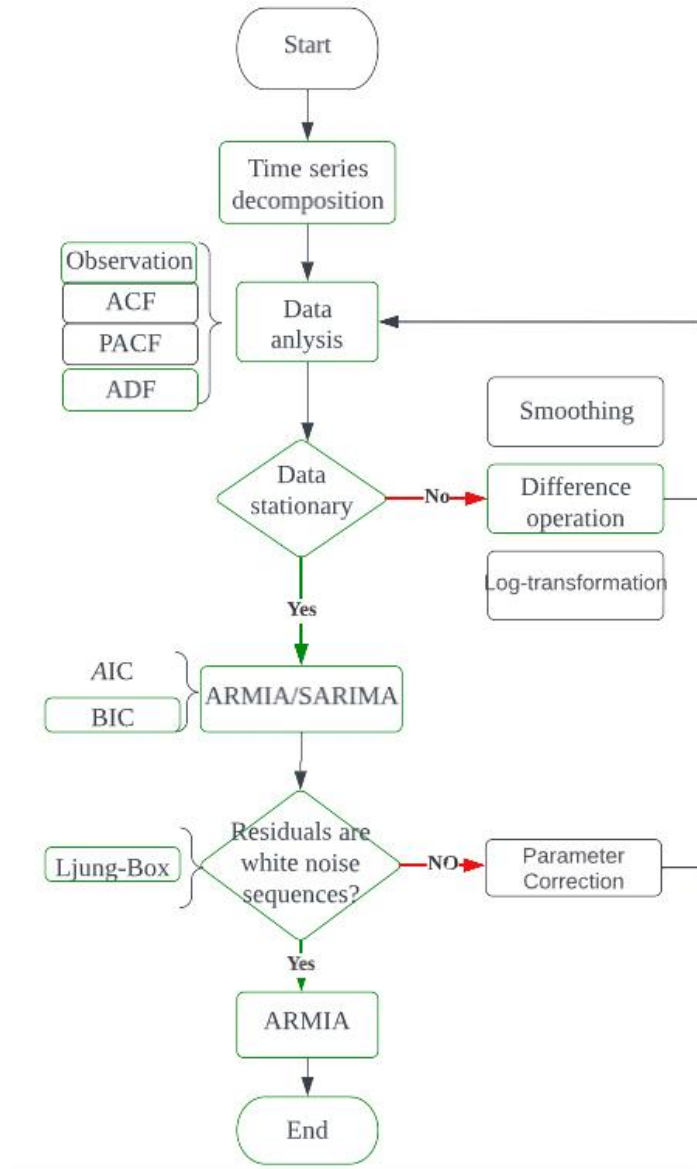 Start
Time series
decomposition
Observation
ACF
PACF
ADF
Data
anlysis
Smoothing
Data
stationary
No
Difference
operation
Log-transformation
Yes
AIC
BIC
ARMIA/SARIMA
Ljung-Box
Residuals are
white noise
sequences?
NO
Parameter
Correction
Yes
ARMIA
End